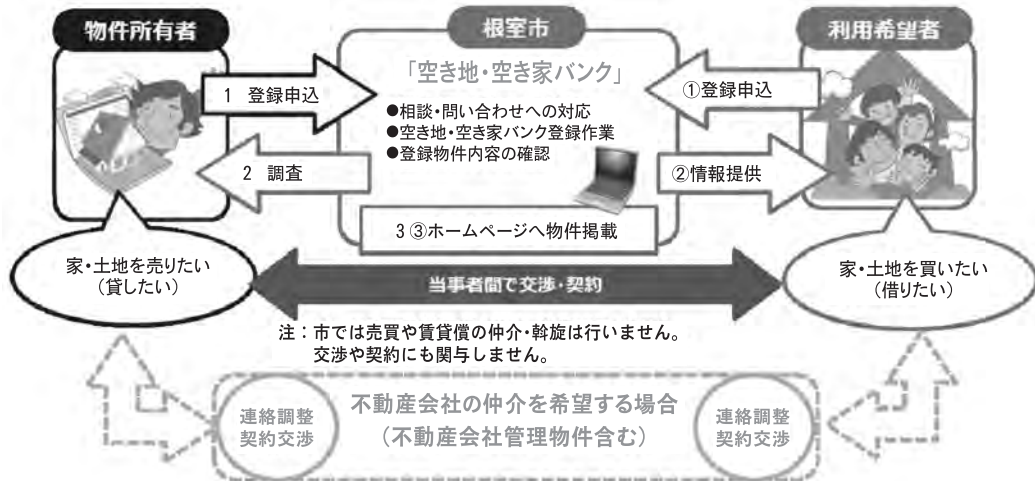 物件所有者
根室市
利用希望者
「空き地・空き家バンク」
1 登録申込
①登録申込
●相談・問い合わせへの対応
●空き地・空き家バンク登録作業
●登録物件内容の確認
2 調査
②情報提供
3 ③ホームページへ物件掲載
家・土地を売りたい
(貸したい)
家・土地を買いたい
(借りたい)
当事者間で交渉・契約
注：市では売買や賃貸借の仲介・斡旋は行いません。
交渉や契約にも関与しません。
連絡調整
契約交渉
不動産会社の仲介を希望する場合
(不動産会社管理物件含む)
連絡調整
契約交渉